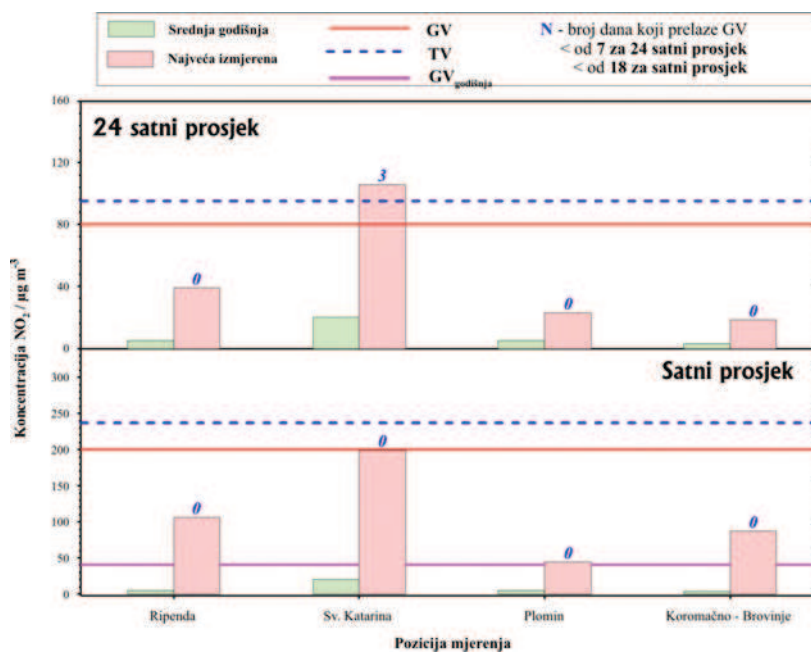 Srednja godišnja
Najveća izmjerena
GV
TV
GVgodišnja
N - broj dana koji prelaze GV
< od 7 za 24 satni prosjek
< od 18 za satni prosjek
24 satni prosjek
160
120
80
40
0
0
3
0
0
Koncentracija NO2 / µg m-3
Satni prosjek
300
250
200
150
100
50
0
0
0
0
0
Ripenda
Sv. Katarina
Plomin
Koromačno - Brovinje
Pozicija mjerenja